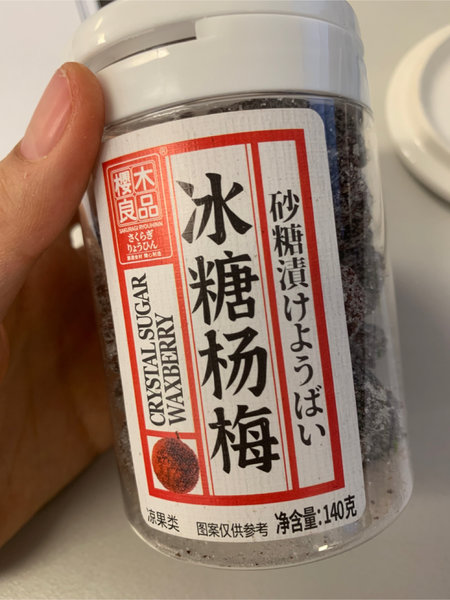 櫻木
良品
®
SAKURAGI RYOUHINN
さくらぎ
りょうひん
冰糖杨梅
砂糖漬けようばい
CRYSTAL SUGAR
WAXBERRY
凉果类
图案仅供参考
净含量:140克